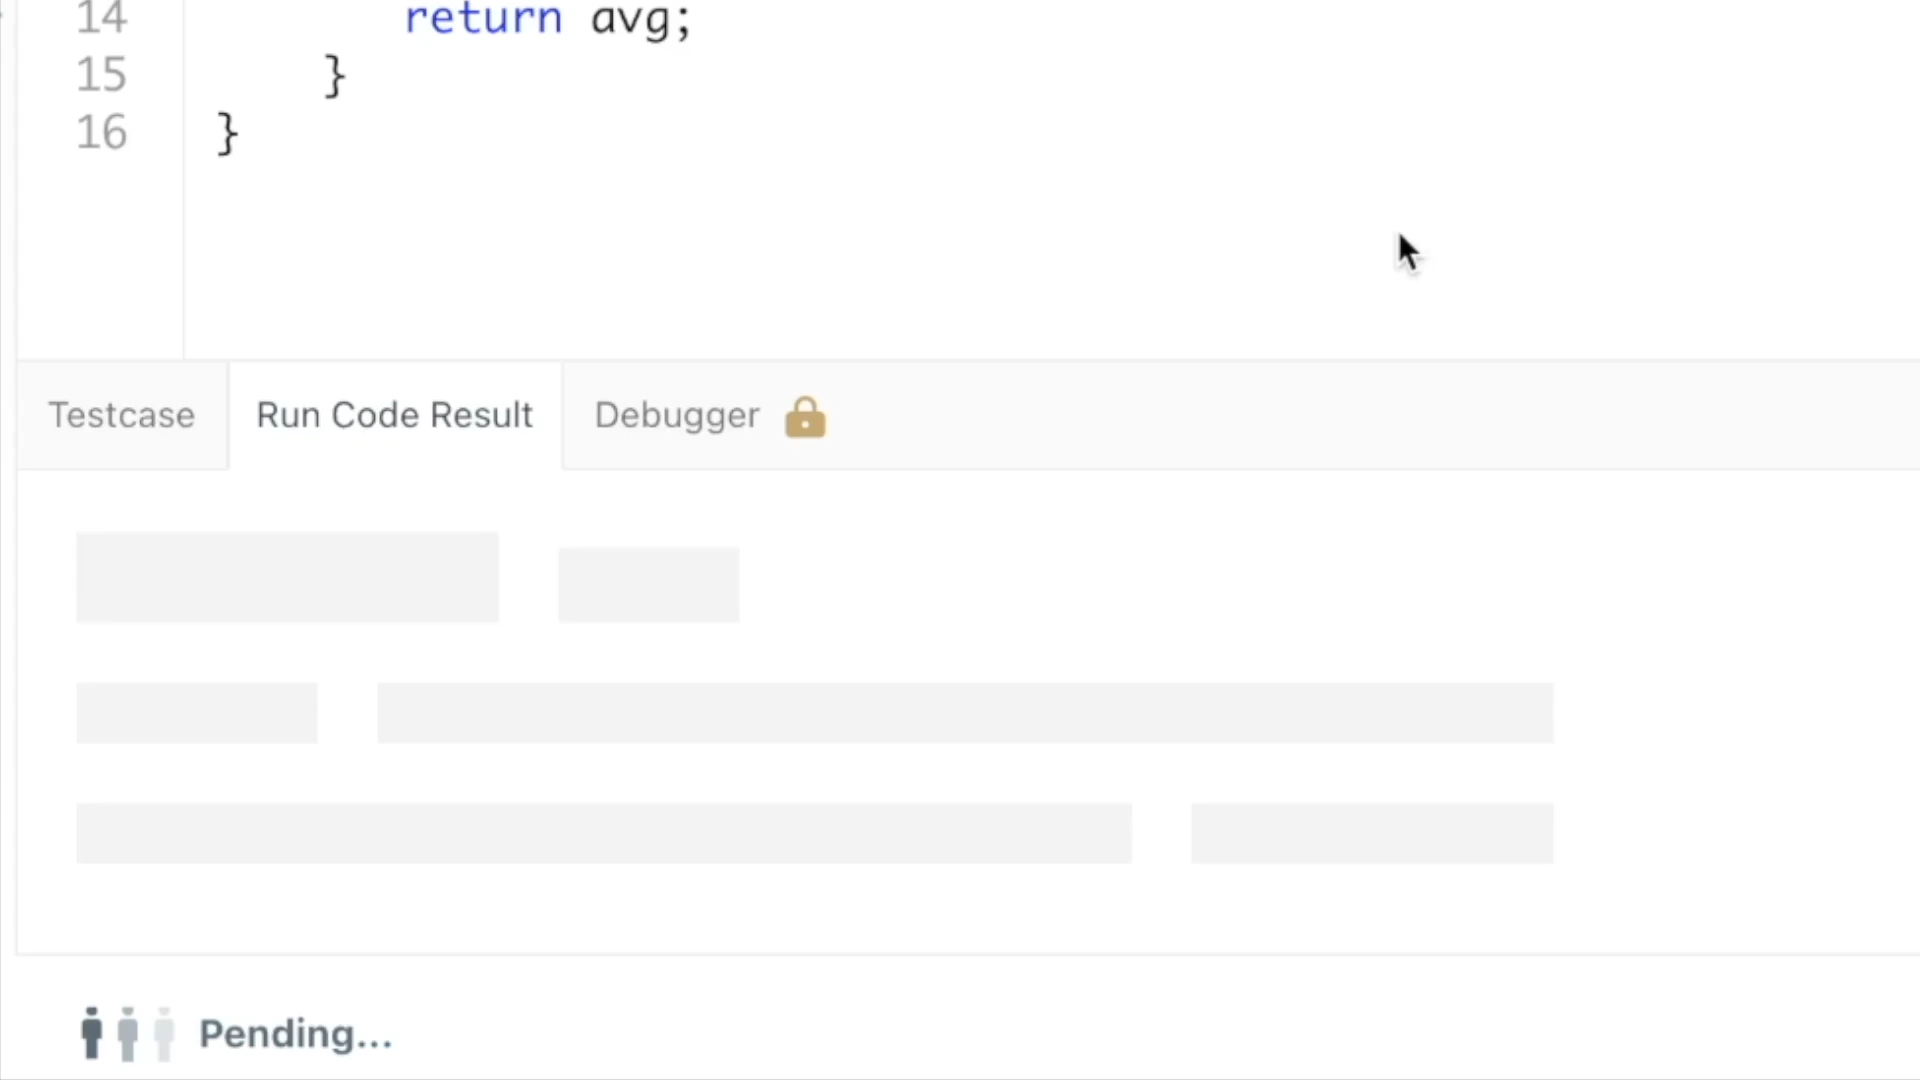 14 return avg;
15 }
16 }
Testcase Run Code Result Debugger
Pending...